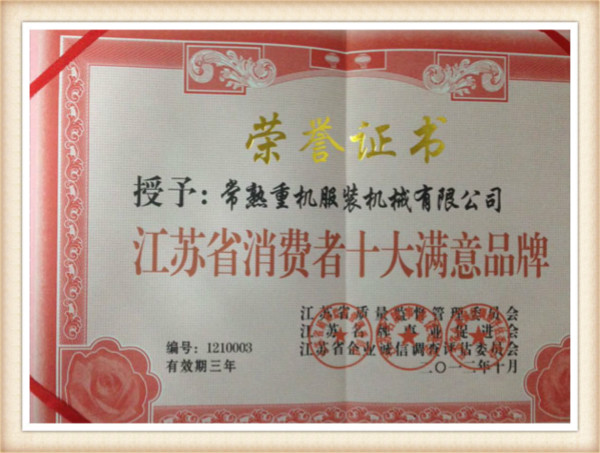 荣誉证书
授予：常熟重机服装机械有限公司
江苏省消费者十大满意品牌
江苏省质量监督管理委员会
江苏名牌事业促进会
江苏省企业诚信调查评估委员会
编号：1210003
有效期三年
二〇一二年十月